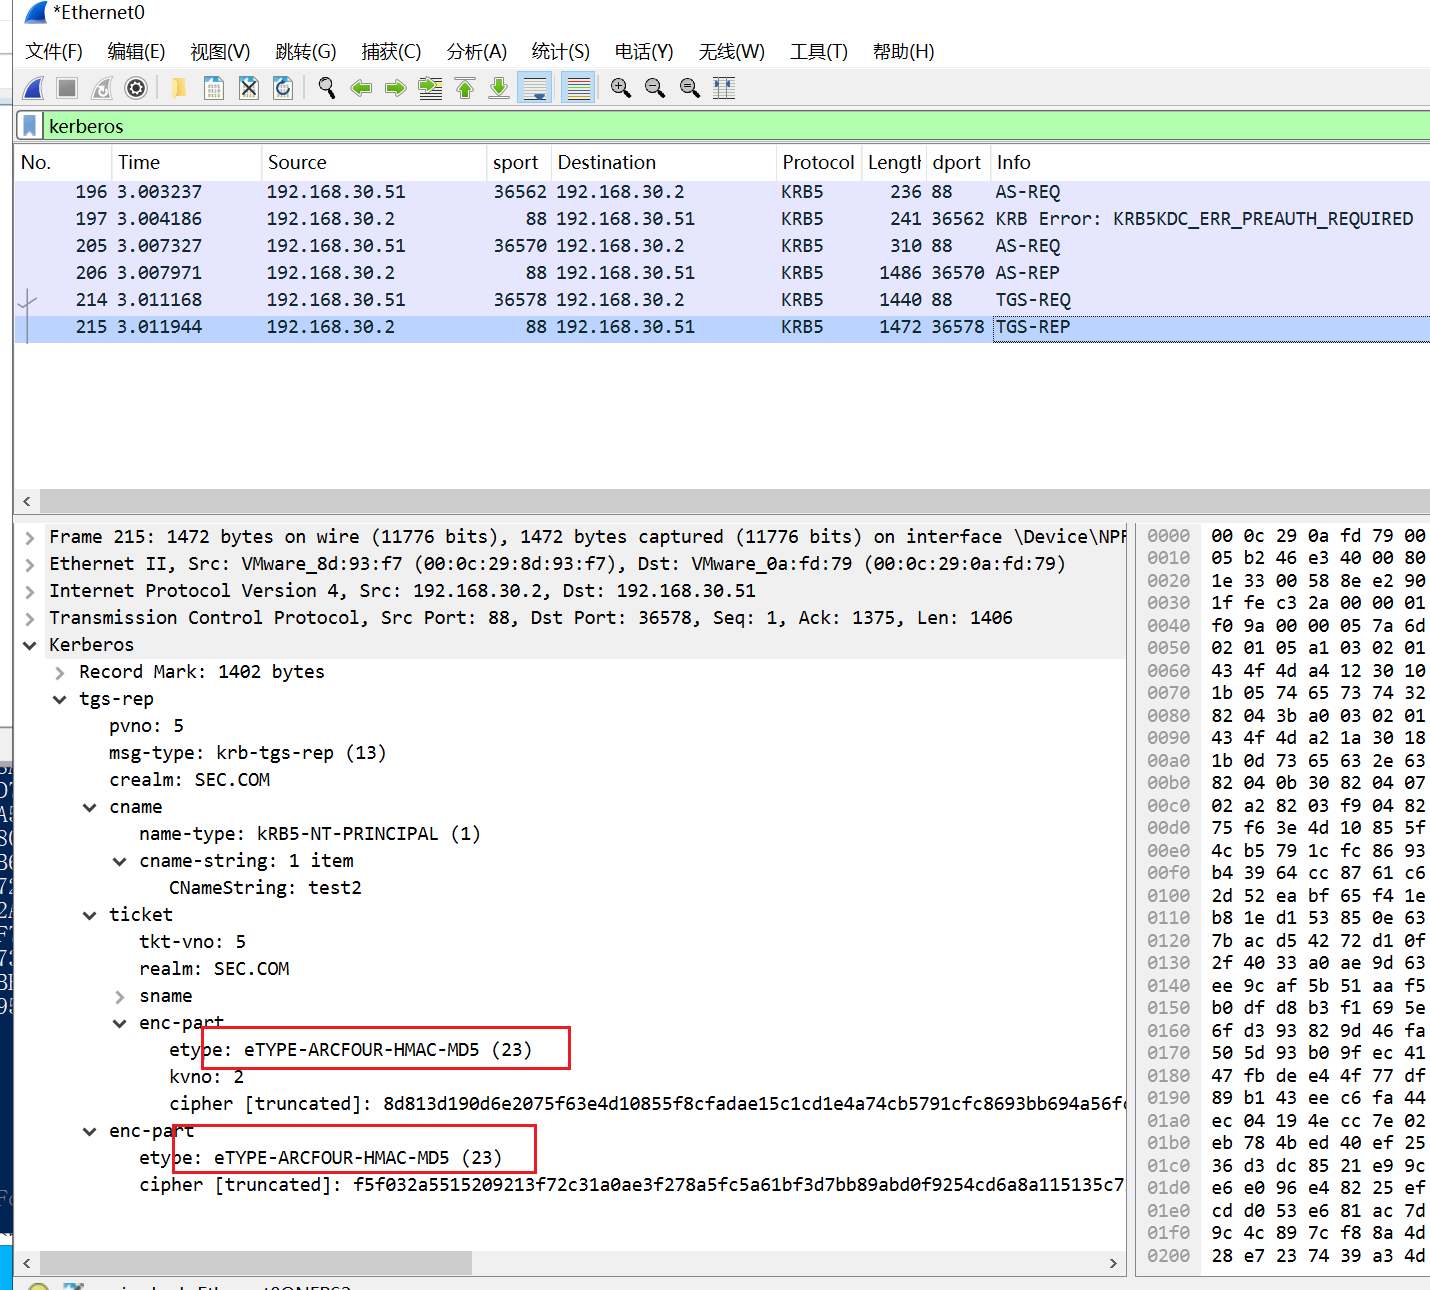 *Ethernet0
文件(F) 编辑(E) 视图(V) 跳转(G) 捕获(C) 分析(A) 统计(S) 电话(Y) 无线(W) 工具(T) 帮助(H)
kerberos
No. Time Source sport Destination Protocol Length dport Info
196 3.003237 192.168.30.51 36562 192.168.30.2 KRB5 236 88 AS-REQ
197 3.004186 192.168.30.2 88 192.168.30.51 KRB5 241 36562 KRB Error: KRB5KDC_ERR_PREAUTH_REQUIRED
205 3.007327 192.168.30.51 36570 192.168.30.2 KRB5 310 88 AS-REQ
206 3.007971 192.168.30.2 88 192.168.30.51 KRB5 1486 36570 AS-REP
214 3.011168 192.168.30.51 36578 192.168.30.2 KRB5 1440 88 TGS-REQ
215 3.011944 192.168.30.2 88 192.168.30.51 KRB5 1472 36578 TGS-REP
Frame 215: 1472 bytes on wire (11776 bits), 1472 bytes captured (11776 bits) on interface \Device\NPF
Ethernet II, Src: VMware_8d:93:f7 (00:0c:29:8d:93:f7), Dst: VMware_0a:fd:79 (00:0c:29:0a:fd:79)
Internet Protocol Version 4, Src: 192.168.30.2, Dst: 192.168.30.51
Transmission Control Protocol, Src Port: 88, Dst Port: 36578, Seq: 1, Ack: 1375, Len: 1406
Kerberos
Record Mark: 1402 bytes
tgs-rep
pvno: 5
msg-type: krb-tgs-rep (13)
crealm: SEC.COM
cname
name-type: kRB5-NT-PRINCIPAL (1)
cname-string: 1 item
CNameString: test2
ticket
tkt-vno: 5
realm: SEC.COM
sname
enc-part
etype: eTYPE-ARCFOUR-HMAC-MD5 (23)
kvno: 2
cipher [truncated]: 8d813d190d6e2075f63e4d10855f8cfadae15c1cd1e4a74cb5791cfc8693bb694a56fc
enc-part
etype: eTYPE-ARCFOUR-HMAC-MD5 (23)
cipher [truncated]: f5f032a5515209213f72c31a0ae3f278a5fc5a61bf3d7bb89abd0f9254cd6a8a115135c7
0000 00 0c 29 0a fd 79 00
0010 05 b2 46 e3 40 00 80
0020 1e 33 00 58 8e e2 90
0030 1f fe c3 2a 00 00 01
0040 f0 9a 00 00 05 7a 6d
0050 02 01 05 a1 03 02 01
0060 43 4f 4d a4 12 30 10
0070 1b 05 74 65 73 74 32
0080 82 04 3b a0 03 02 01
0090 43 4f 4d a2 1a 30 18
00a0 1b 0d 73 65 63 2e 63
00b0 82 04 0b 30 82 04 07
00c0 02 a2 82 03 f9 04 82
00d0 75 f6 3e 4d 10 85 5f
00e0 4c b5 79 1c fc 86 93
00f0 b4 39 64 cc 87 61 c6
0100 2d 52 ea bf 65 f4 1e
0110 b8 1e d1 53 85 0e 63
0120 7b ac d5 42 72 d1 0f
0130 2f 40 33 a0 ae 9d 63
0140 ee 9c af 5b 51 aa f5
0150 b0 df d8 b3 f1 69 5e
0160 6f d3 93 82 9d 46 fa
0170 50 5d 93 b0 9f ec 41
0180 47 fb de e4 4f 77 df
0190 89 b1 43 ee c6 fa 44
01a0 ec 04 19 4e cc 7e 02
01b0 eb 78 4b ed 40 ef 25
01c0 36 d3 dc 85 21 e9 9c
01d0 e6 e0 96 e4 82 25 ef
01e0 cd d0 53 e6 81 ac 7d
01f0 9c 4c 89 7c f8 8a 4d
0200 28 e7 23 74 39 a3 4d